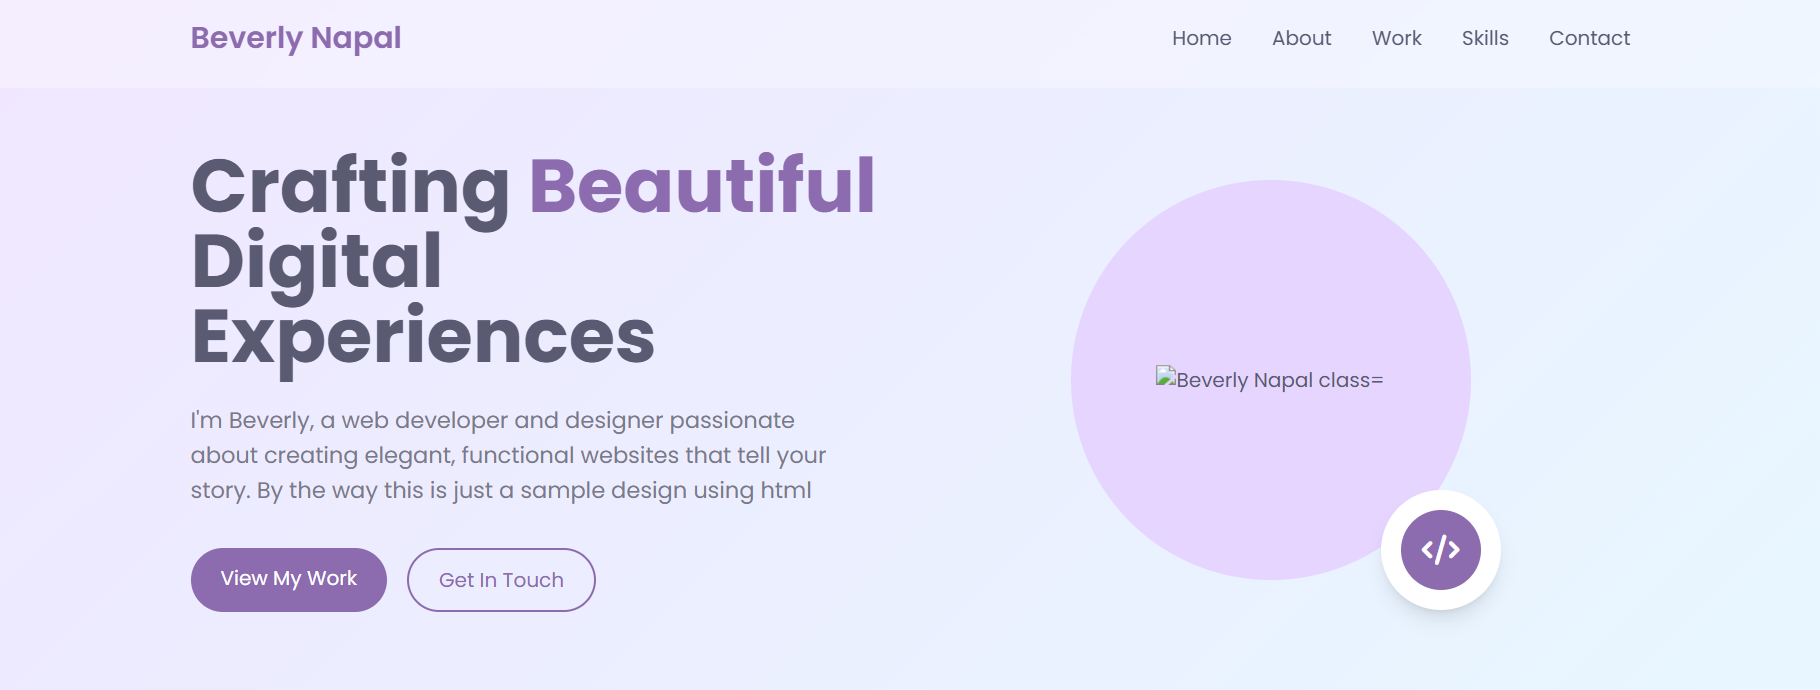 Beverly Napal
Home About Work Skills Contact
Crafting Beautiful
Digital
Experiences
I'm Beverly, a web developer and designer passionate
about creating elegant, functional websites that tell your
story. By the way this is just a sample design using html
View My Work
Get In Touch
Beverly Napal class=
</>